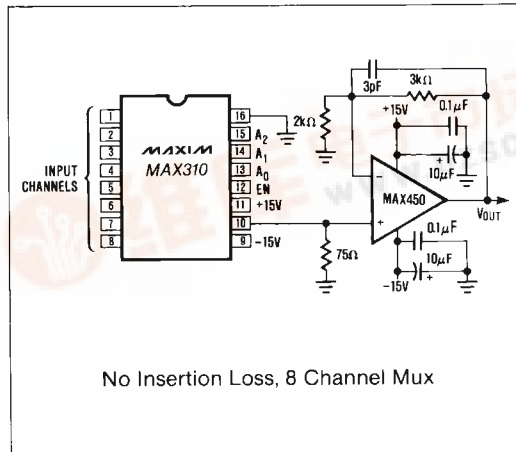 INPUT CHANNELS
1
2
3
4
5
6
7
8
MAXIM
MAX310
16
15 A2
14 A1
13 A0
12 EN
11 +15V
10
9 -15V
3pF
3kΩ
2kΩ
+15V
0.1µF
+
10µF
-
MAX450
+
VOUT
75Ω
0.1µF
10µF
-15V
+
No Insertion Loss, 8 Channel Mux